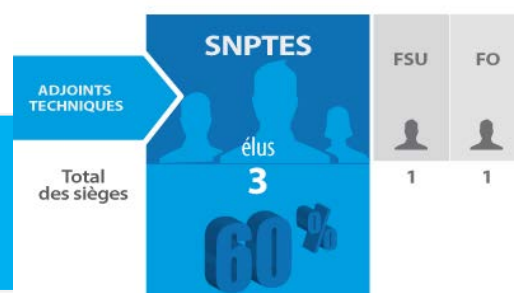 SNPTES
FSU
FO
ADJOINTS
TECHNIQUES
élus
Total
des sièges
3
1
1
60%